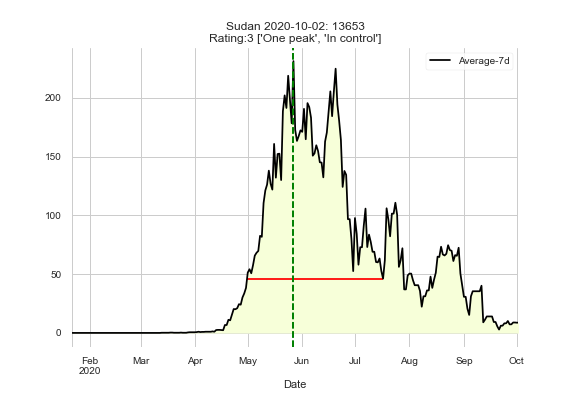 Sudan 2020-10-02: 13653
Rating:3 ['One peak', 'In control']
Average-7d
200
150
100
50
0
Feb Mar Apr May Jun Jul Aug Sep Oct
2020
Date